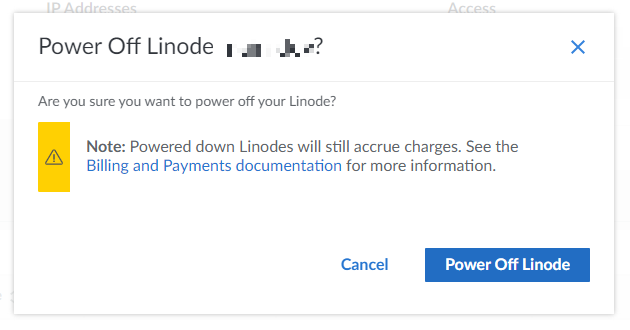 IP Addresses Access
Power Off Linode ?
Are you sure you want to power off your Linode?
Note: Powered down Linodes will still accrue charges. See the
Billing and Payments documentation for more information.
Cancel Power Off Linode